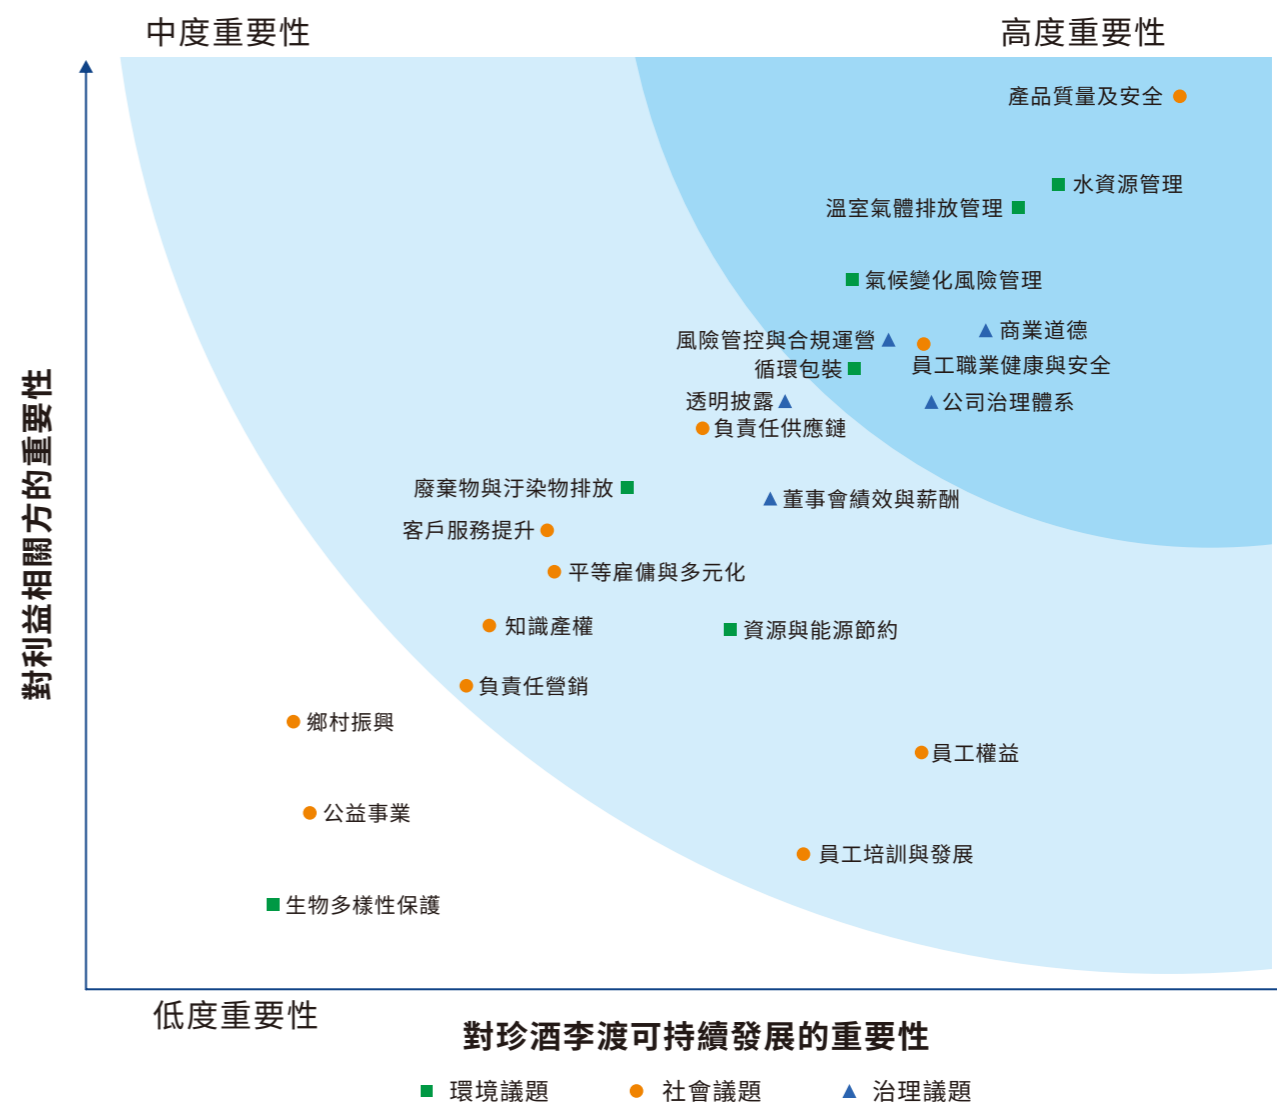 中度重要性
高度重要性
產品質量及安全
水資源管理
溫室氣體排放管理
氣候變化風險管理
商業道德
風險管控與合規運營
員工職業健康與安全
循環包裝
透明披露
公司治理體系
負責任供應鏈
廢棄物與汙染物排放
董事會績效與薪酬
客戶服務提升
平等雇傭與多元化
知識產權
資源與能源節約
負責任營銷
鄉村振興
員工權益
公益事業
員工培訓與發展
生物多樣性保護
對利益相關方的重要性
低度重要性
對珍酒李渡可持續發展的重要性
環境議題
社會議題
治理議題